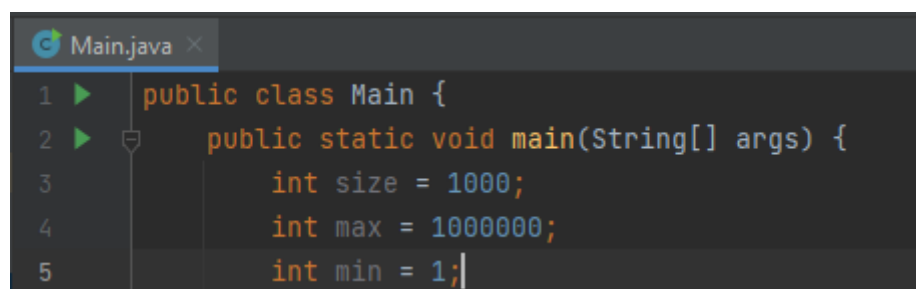 Main.java
1 public class Main {
2 public static void main(String[] args) {
3 int size = 1000;
4 int max = 1000000;
5 int min = 1;